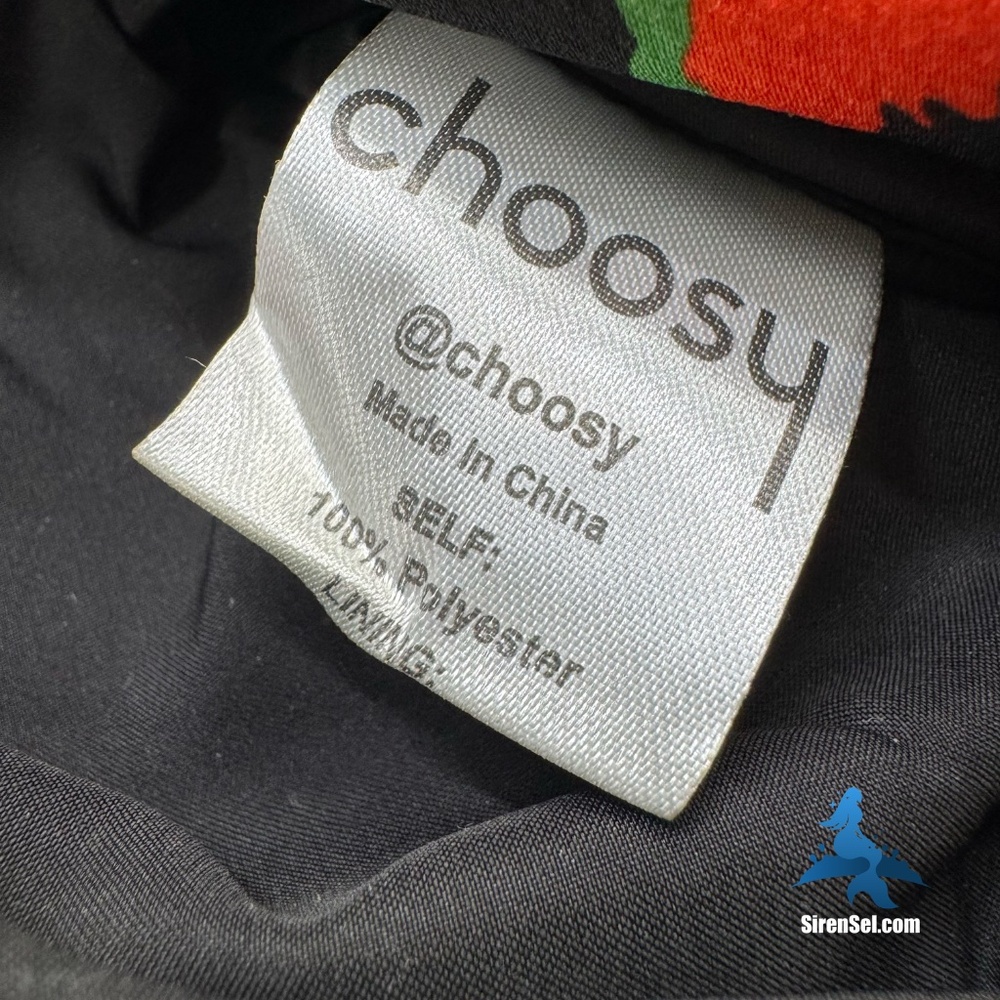 choosy
@choosy
Made in China
SELF:
100% Polyester
LINING:
SirenSel.com